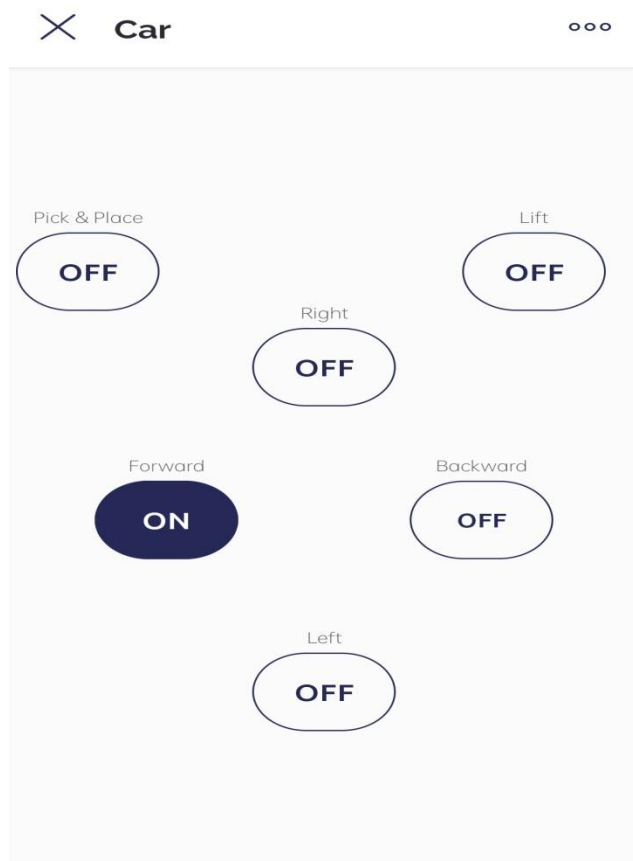 Car
Pick & Place
Lift
OFF
OFF
Right
OFF
Forward
Backward
ON
OFF
Left
OFF